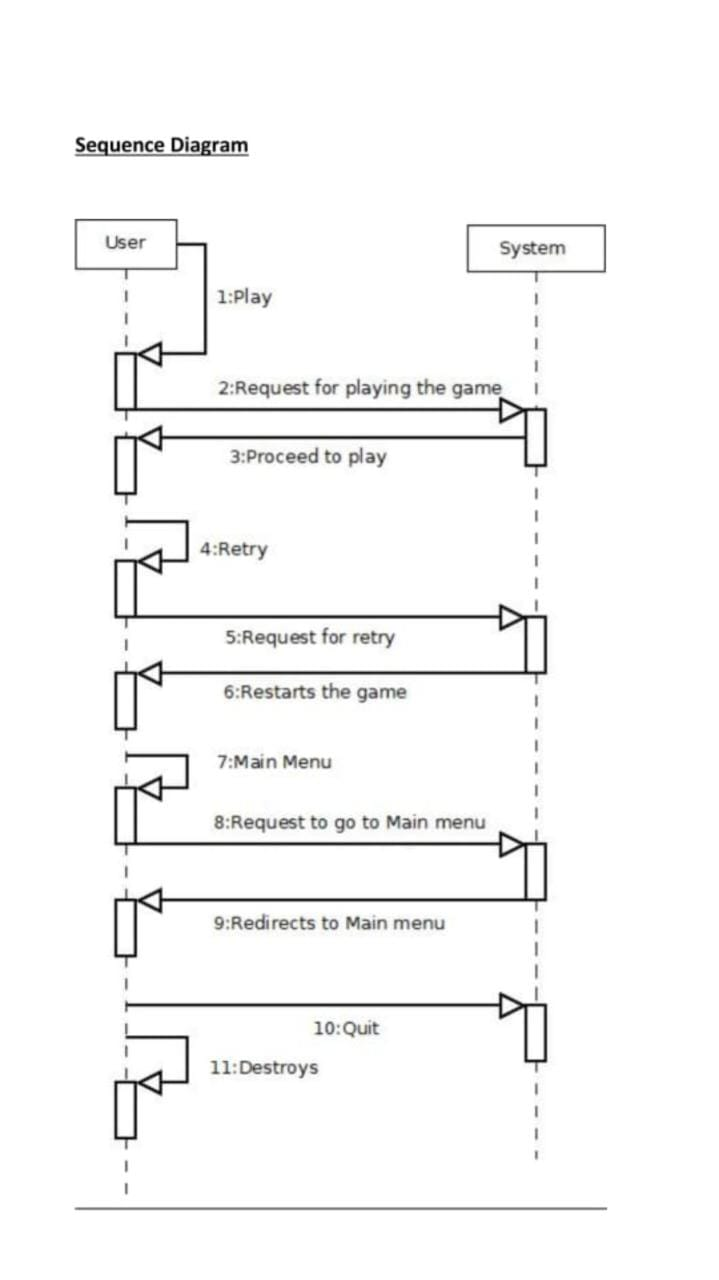 Sequence Diagram
User
System
1:Play
2:Request for playing the game
3:Proceed to play
4:Retry
5:Request for retry
6:Restarts the game
7:Main Menu
8:Request to go to Main menu
9:Redirects to Main menu
10:Quit
11:Destroys